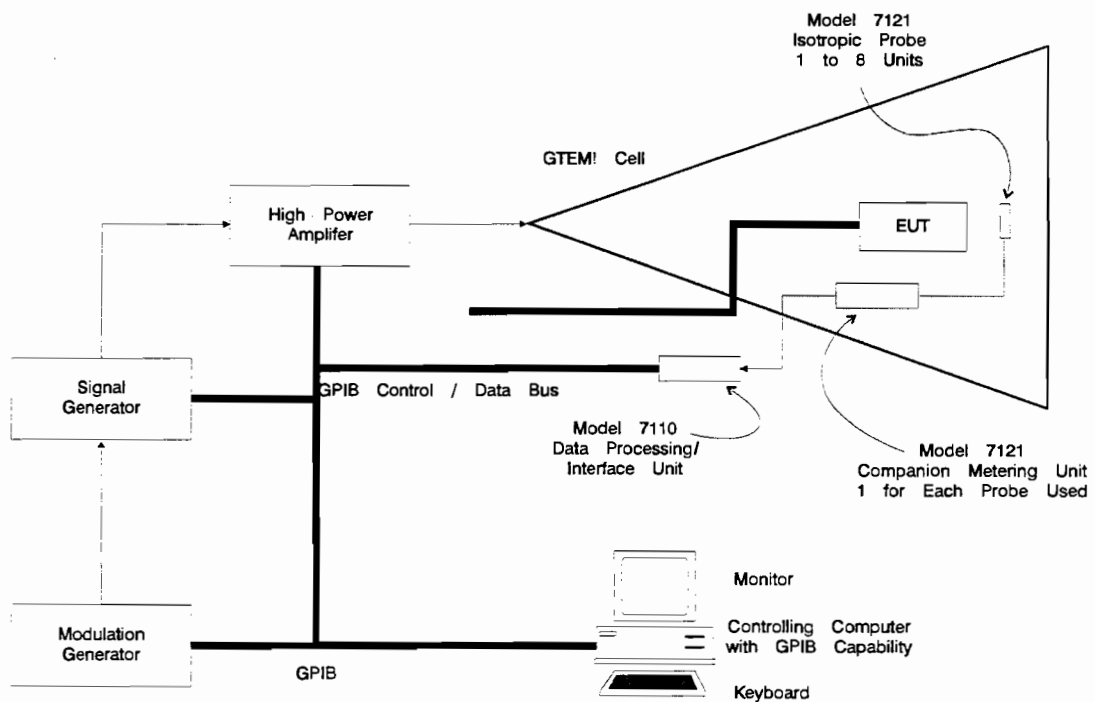 Model 7121
Isotropic Probe
1 to 8 Units
GTEM! Cell
High Power
Amplifer
EUT
Signal
Generator
GPIB Control / Data Bus
Model 7110
Data Processing/
Interface Unit
Model 7121
Companion Metering Unit
1 for Each Probe Used
Modulation
Generator
GPIB
Monitor
Controlling Computer
with GPIB Capability
Keyboard